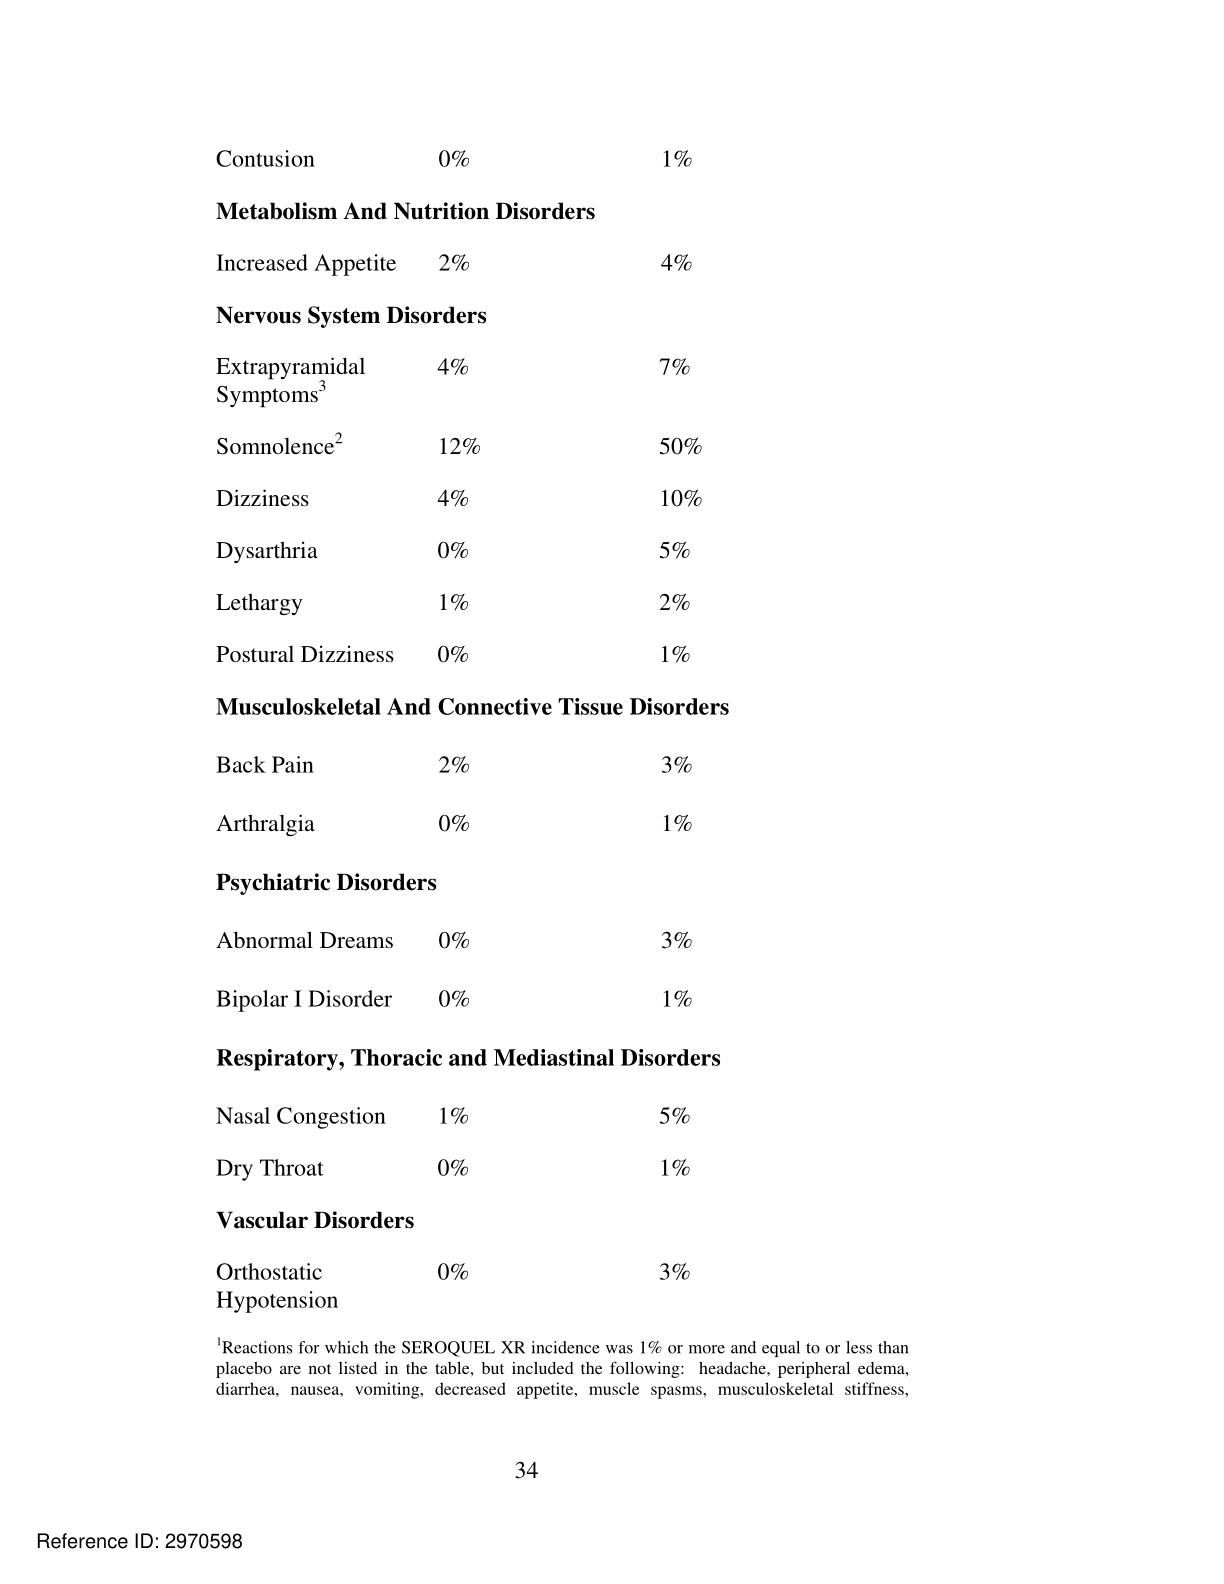 Contusion 0% 1%
Metabolism And Nutrition Disorders
Increased Appetite 2% 4%
Nervous System Disorders
Extrapyramidal 4% 7%
Symptoms³
Somnolence² 12% 50%
Dizziness 4% 10%
Dysarthria 0% 5%
Lethargy 1% 2%
Postural Dizziness 0% 1%
Musculoskeletal And Connective Tissue Disorders
Back Pain 2% 3%
Arthralgia 0% 1%
Psychiatric Disorders
Abnormal Dreams 0% 3%
Bipolar I Disorder 0% 1%
Respiratory, Thoracic and Mediastinal Disorders
Nasal Congestion 1% 5%
Dry Throat 0% 1%
Vascular Disorders
Orthostatic 0% 3%
Hypotension
¹Reactions for which the SEROQUEL XR incidence was 1% or more and equal to or less than
placebo are not listed in the table, but included the following: headache, peripheral edema,
diarrhea, nausea, vomiting, decreased appetite, muscle spasms, musculoskeletal stiffness,
34
Reference ID: 2970598